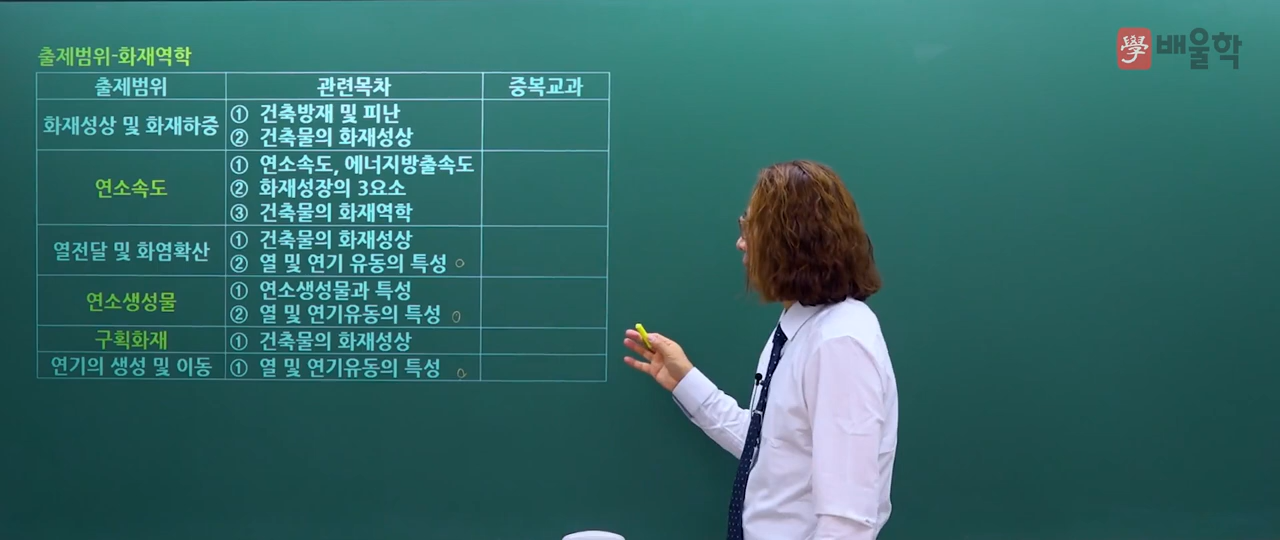 출제범위-화재역학
學 배울학
출제범위 관련목차 중복교과
화재성상 및 화재하중 ① 건축방재 및 피난
② 건축물의 화재성상
연소속도 ① 연소속도, 에너지방출속도
② 화재성장의 3요소
③ 건축물의 화재역학
열전달 및 화염확산 ① 건축물의 화재성상
② 열 및 연기 유동의 특성
연소생성물 ① 연소생성물과 특성
② 열 및 연기유동의 특성
구획화재 ① 건축물의 화재성상
연기의 생성 및 이동 ① 열 및 연기유동의 특성